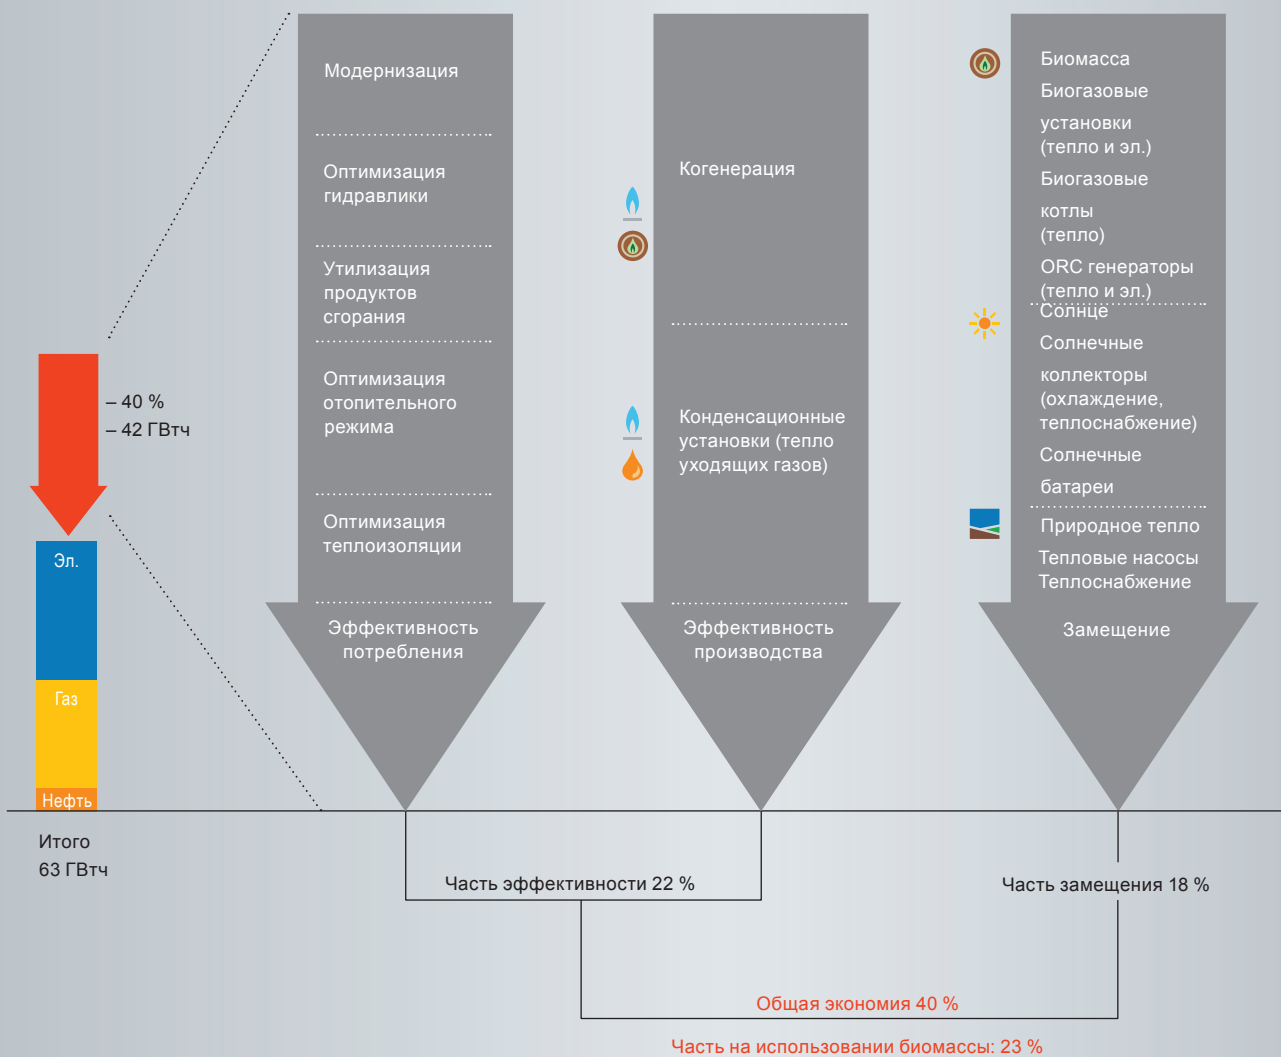 – 40 %
– 42 ГВтч
Эл.
Газ
Нефть
Итого
63 ГВтч
Модернизация
Оптимизация
гидравлики
Утилизация
продуктов
сгорания
Оптимизация
отопительного
режима
Оптимизация
теплоизоляции
Эффективность
потребления
Когенерация
Конденсационные
установки (тепло
уходящих газов)
Эффективность
производства
Биомасса
Биогазовые
установки
(тепло и эл.)
Биогазовые
котлы
(тепло)
ORC генераторы
(тепло и эл.)
Солнце
Солнечные
коллекторы
(охлаждение,
теплоснабжение)
Солнечные
батареи
Природное тепло
Тепловые насосы
Теплоснабжение
Замещение
Часть эффективности 22 %
Часть замещения 18 %
Общая экономия 40 %
Часть на использовании биомассы: 23 %